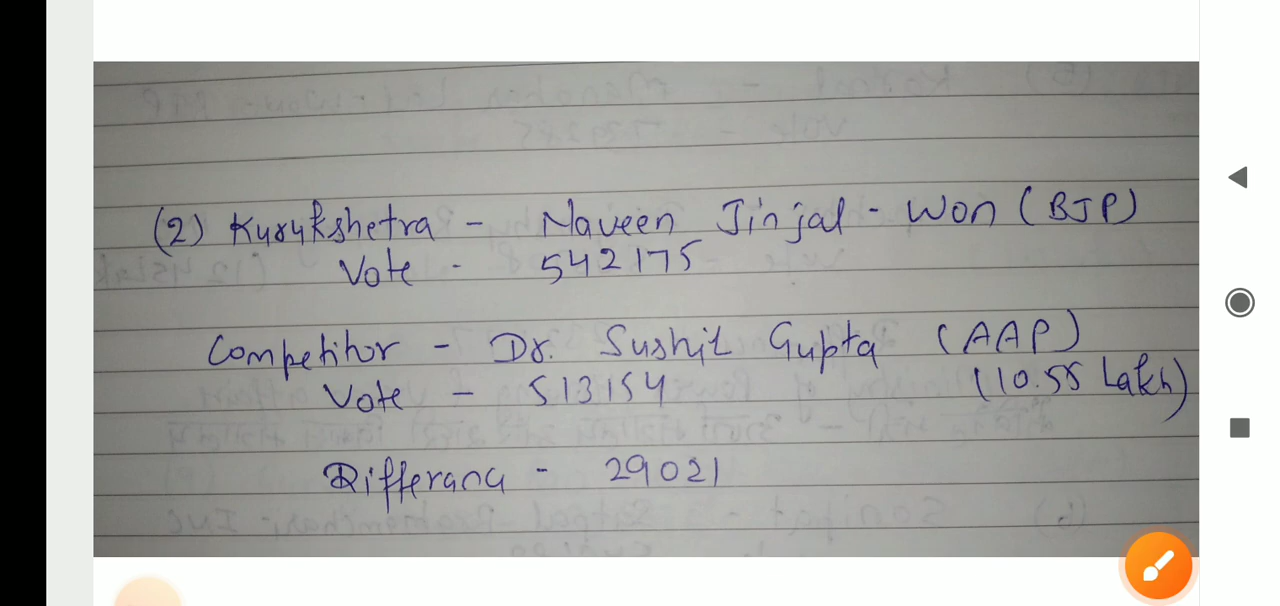 (2) Kurukshetra - Naveen Jinjal - Won (BJP)
Vote - 542175
Competitor - Dr. Sushil Gupta (AAP)
Vote - 513154 (10.55 Lakh)
Differanc - 29021